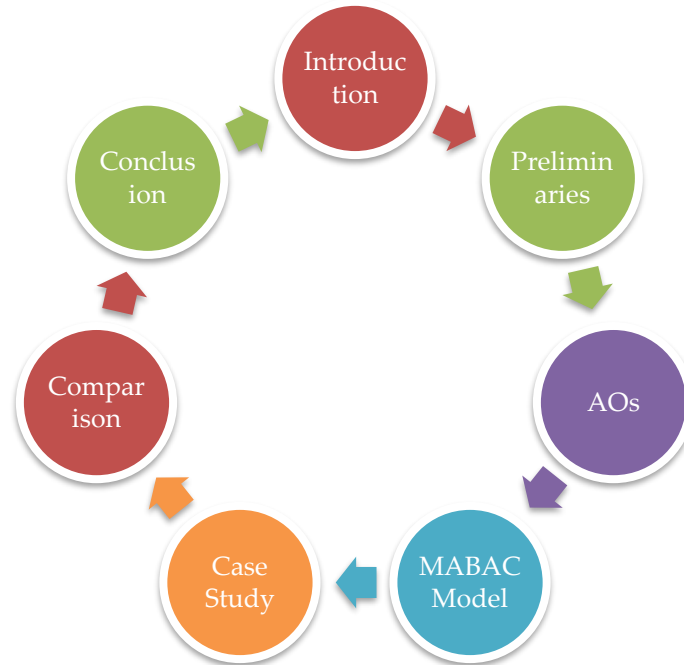 Introduc
tion
Prelimin
aries
AOs
MABAC
Model
Case
Study
Compar
ison
Conclus
ion